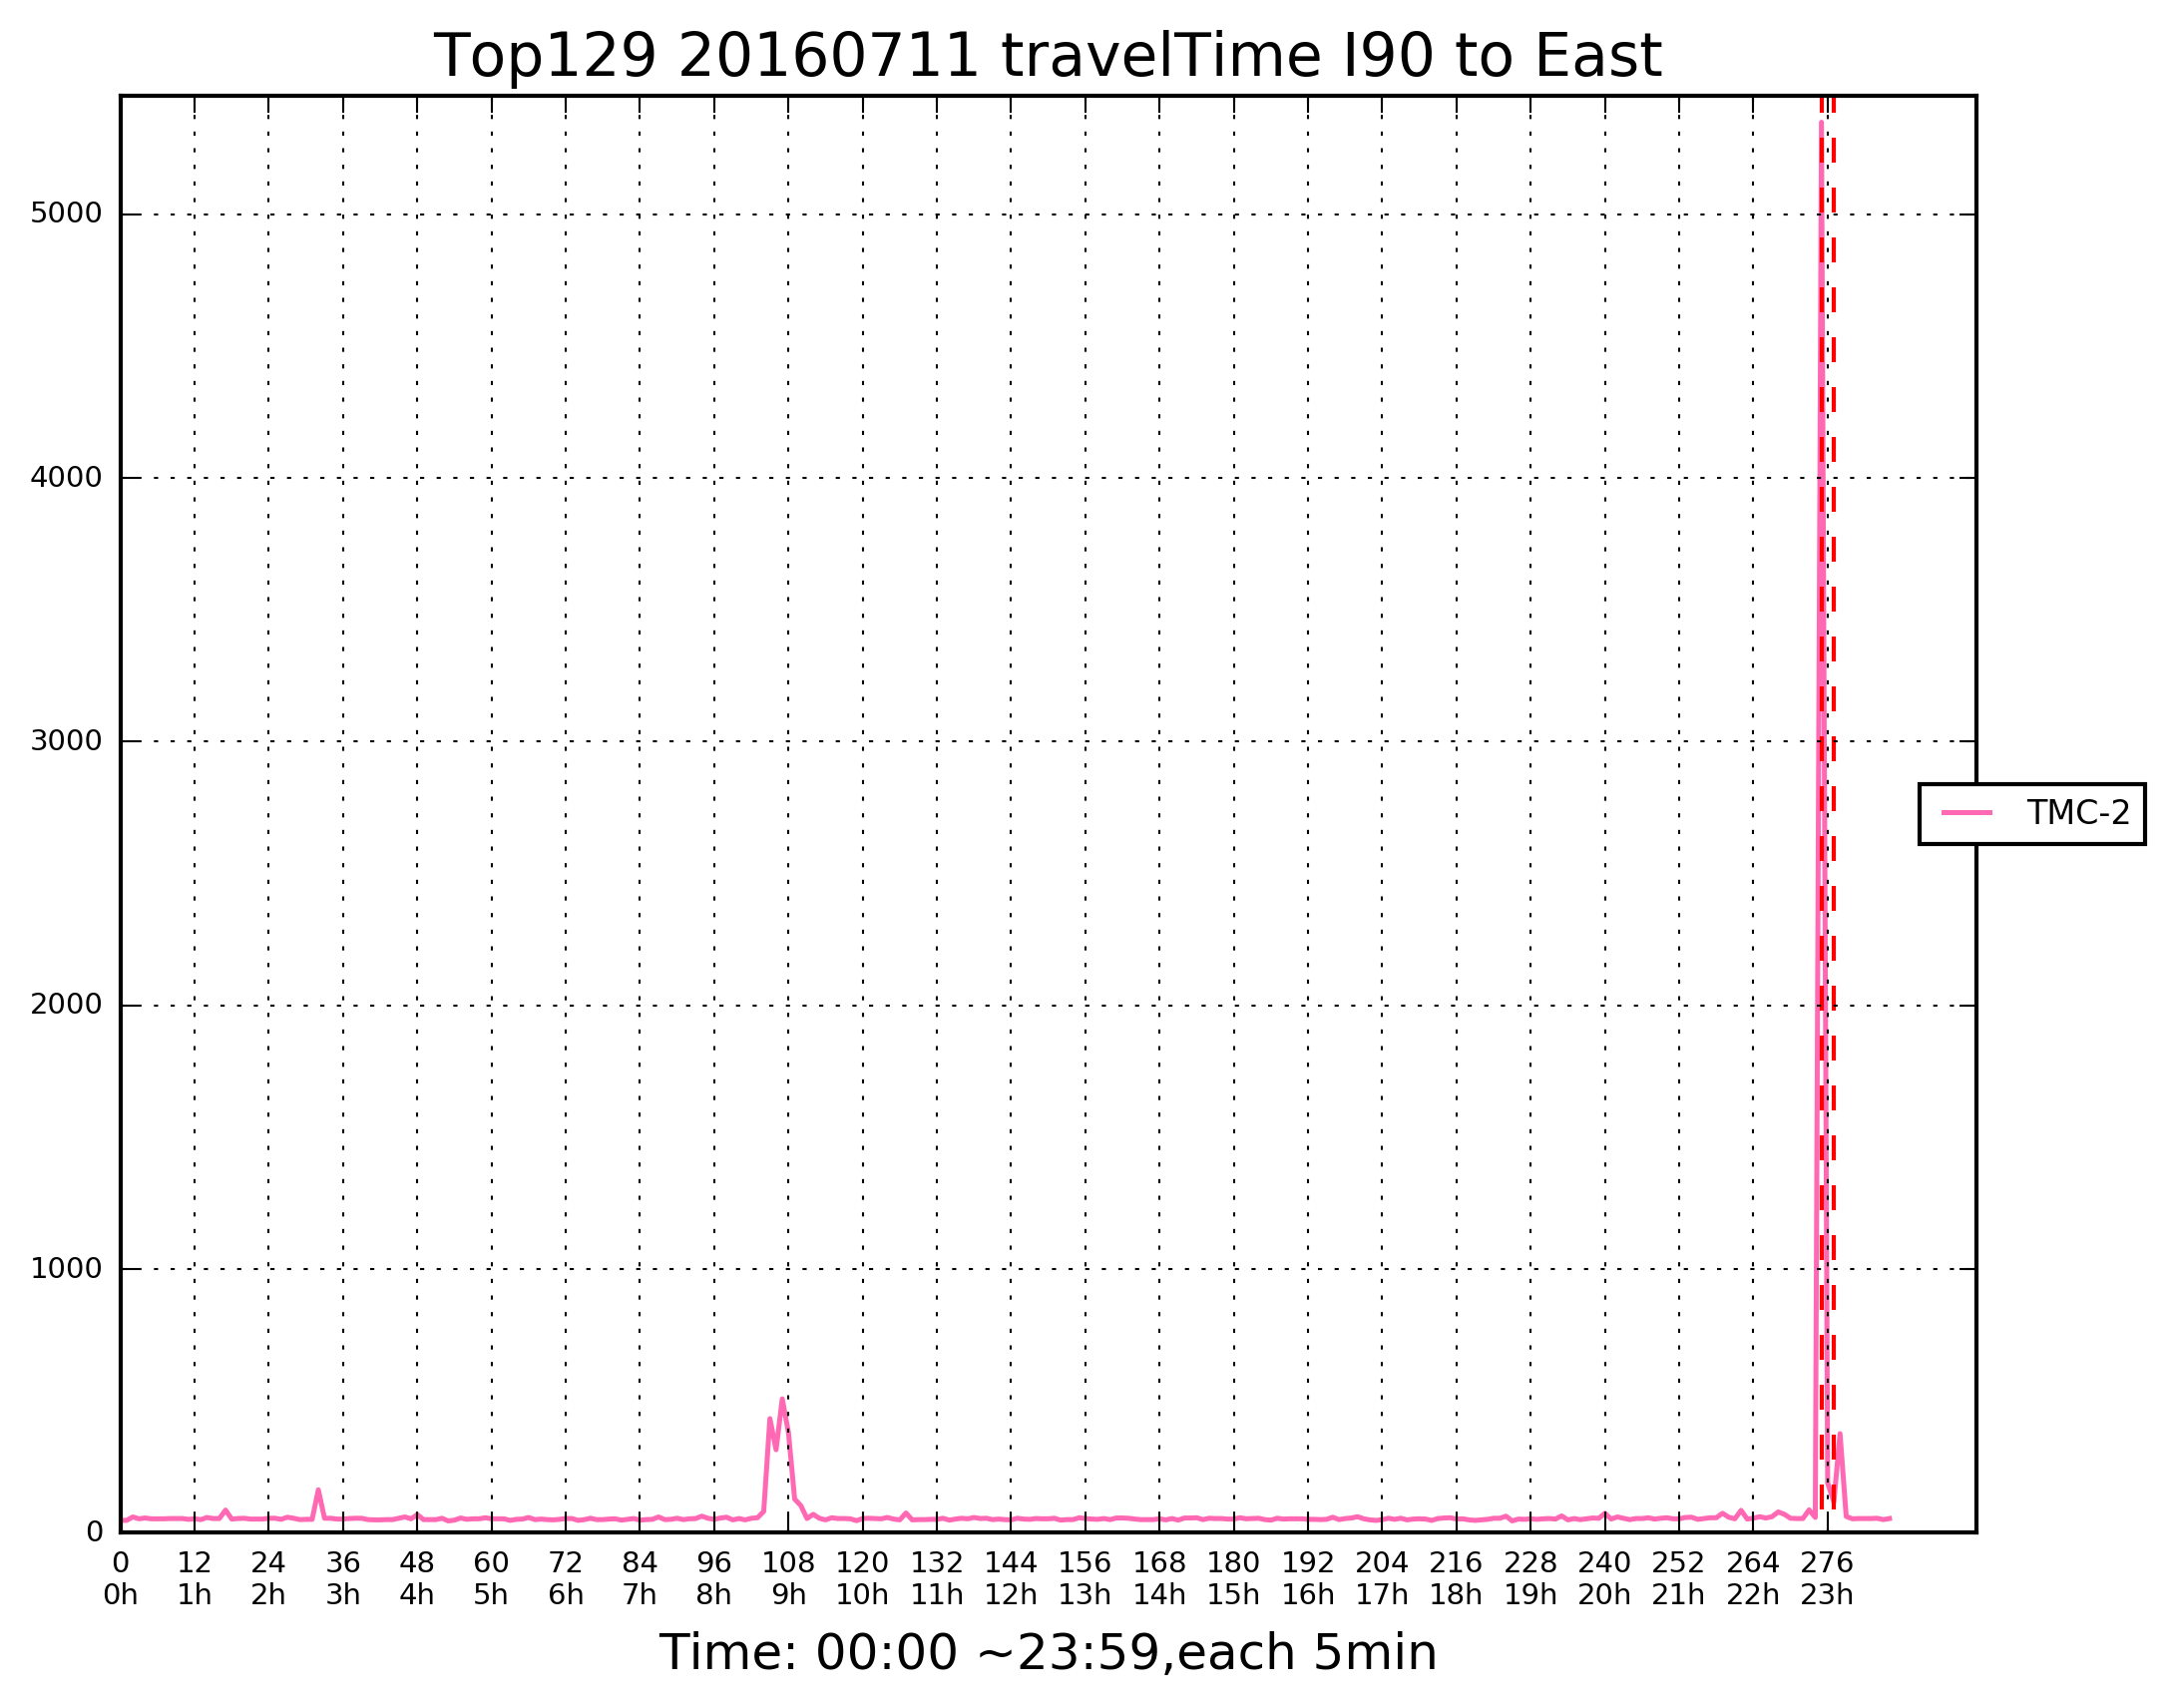 Top129 20160711 travelTime I90 to East
5000
4000
3000
2000
1000
0
TMC-2
0 12 24 36 48 60 72 84 96 108 120 132 144 156 168 180 192 204 216 228 240 252 264 276
0h 1h 2h 3h 4h 5h 6h 7h 8h 9h 10h 11h 12h 13h 14h 15h 16h 17h 18h 19h 20h 21h 22h 23h
Time: 00:00 ~23:59,each 5min